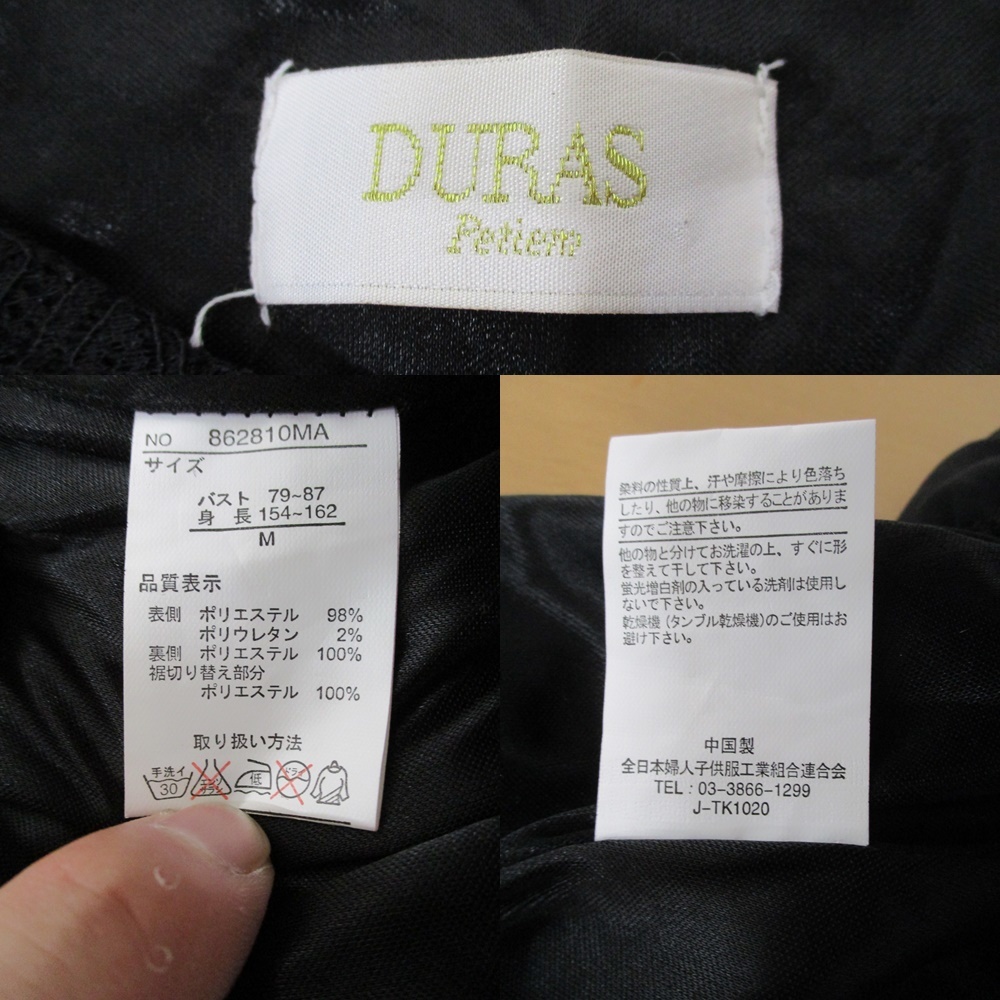 DURAS
Petiem
NO 862810MA
サイズ
バスト 79~87
身 長 154~162
M
品質表示
表側 ポリエステル 98%
ポリウレタン 2%
裏側 ポリエステル 100%
裾切り替え部分
ポリエステル 100%
取り扱い方法
手洗イ 30 低 ドライ
染料の性質上、汗や摩擦により色落ち
したり、他の物に移染することがありま
すのでご注意下さい。
他の物と分けてお洗濯の上、すぐに形
を整えて干して下さい。
蛍光増白剤の入っている洗剤は使用し
ないで下さい。
乾燥機(タンブル乾燥機)のご使用はお
避け下さい。
中国製
全日本婦人子供服工業組合連合会
TEL : 03-3866-1299
J-TK1020